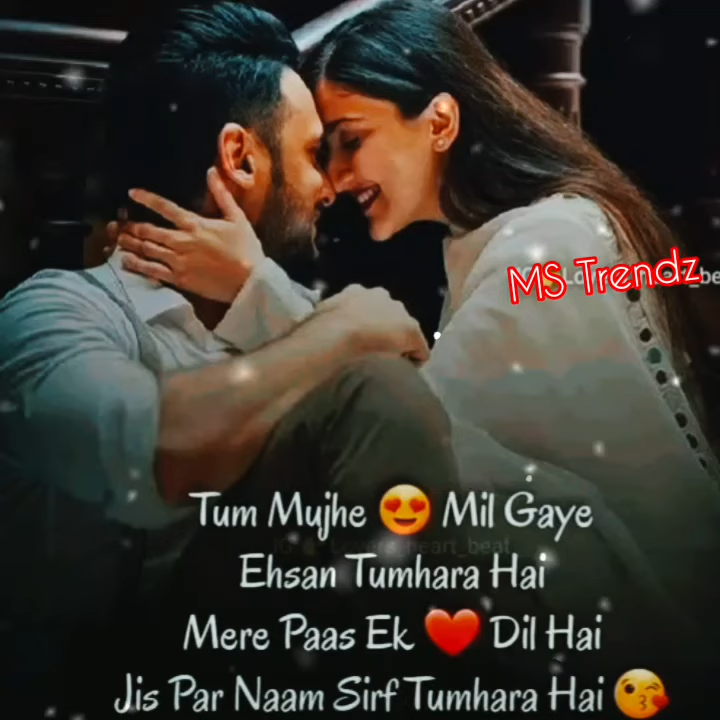 MS Trendz
Tum Mujhe 😍 Mil Gaye
Ehsan Tumhara Hai
Mere Paas Ek ❤️ Dil Hai
Jis Par Naam Sirf Tumhara Hai 😘